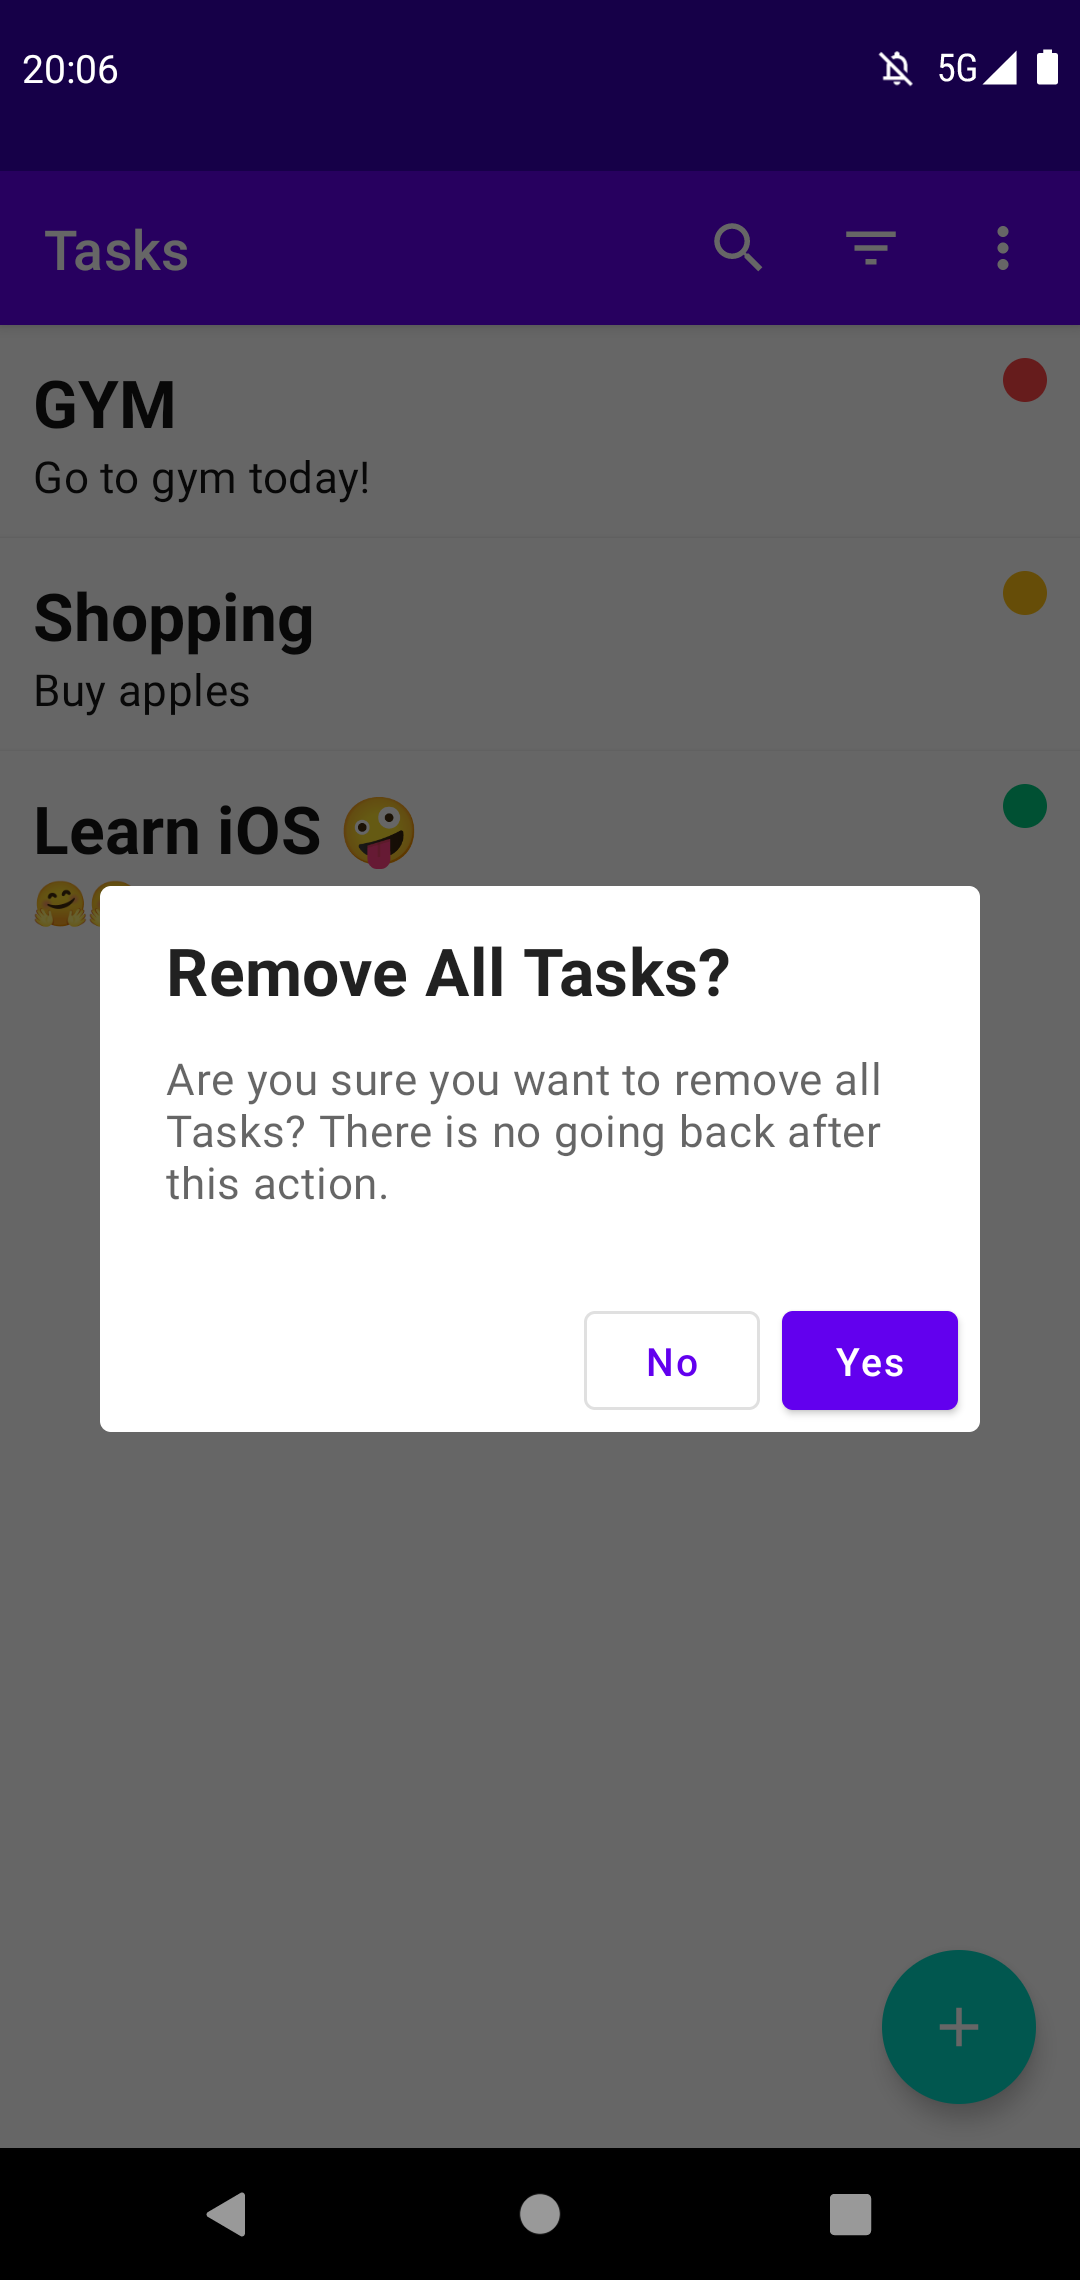 20:06
5G
Tasks
GYM
Go to gym today!
Shopping
Buy apples
Learn iOS 🤪
🤗🤗
Remove All Tasks?
Are you sure you want to remove all
Tasks? There is no going back after
this action.
No
Yes